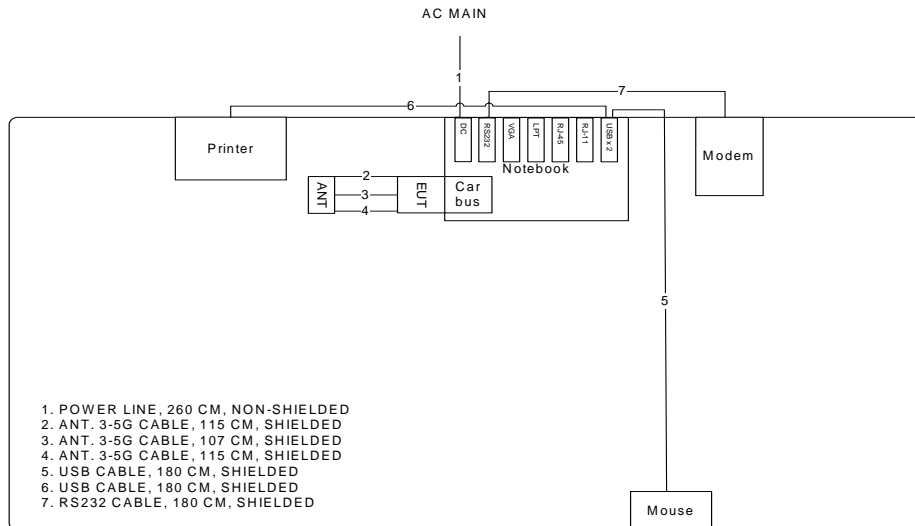 AC MAIN
1
7
6
Printer
DC
RS232
VGA
LPT
RJ-45
RJ-11
USB x 2
Notebook
Modem
ANT
2
3
4
EUT
Car
bus
5
1. POWER LINE, 260 CM, NON-SHIELDED
2. ANT. 3-5G CABLE, 115 CM, SHIELDED
3. ANT. 3-5G CABLE, 107 CM, SHIELDED
4. ANT. 3-5G CABLE, 115 CM, SHIELDED
5. USB CABLE, 180 CM, SHIELDED
6. USB CABLE, 180 CM, SHIELDED
7. RS232 CABLE, 180 CM, SHIELDED
Mouse